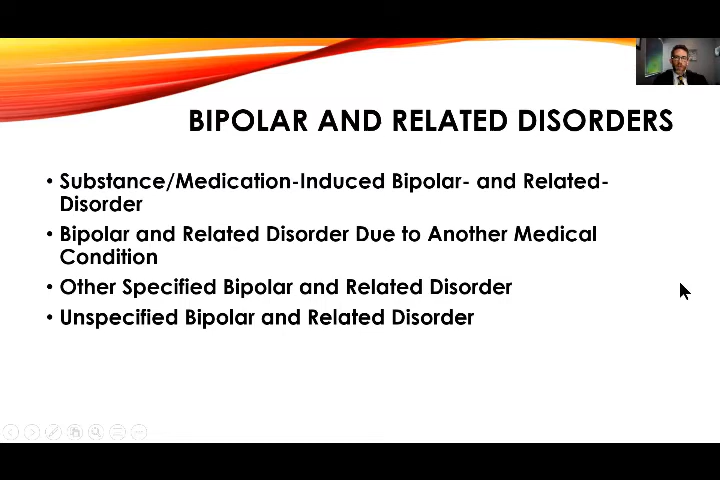 BIPOLAR AND RELATED DISORDERS
• Substance/Medication-Induced Bipolar- and Related-
Disorder
• Bipolar and Related Disorder Due to Another Medical
Condition
• Other Specified Bipolar and Related Disorder
• Unspecified Bipolar and Related Disorder